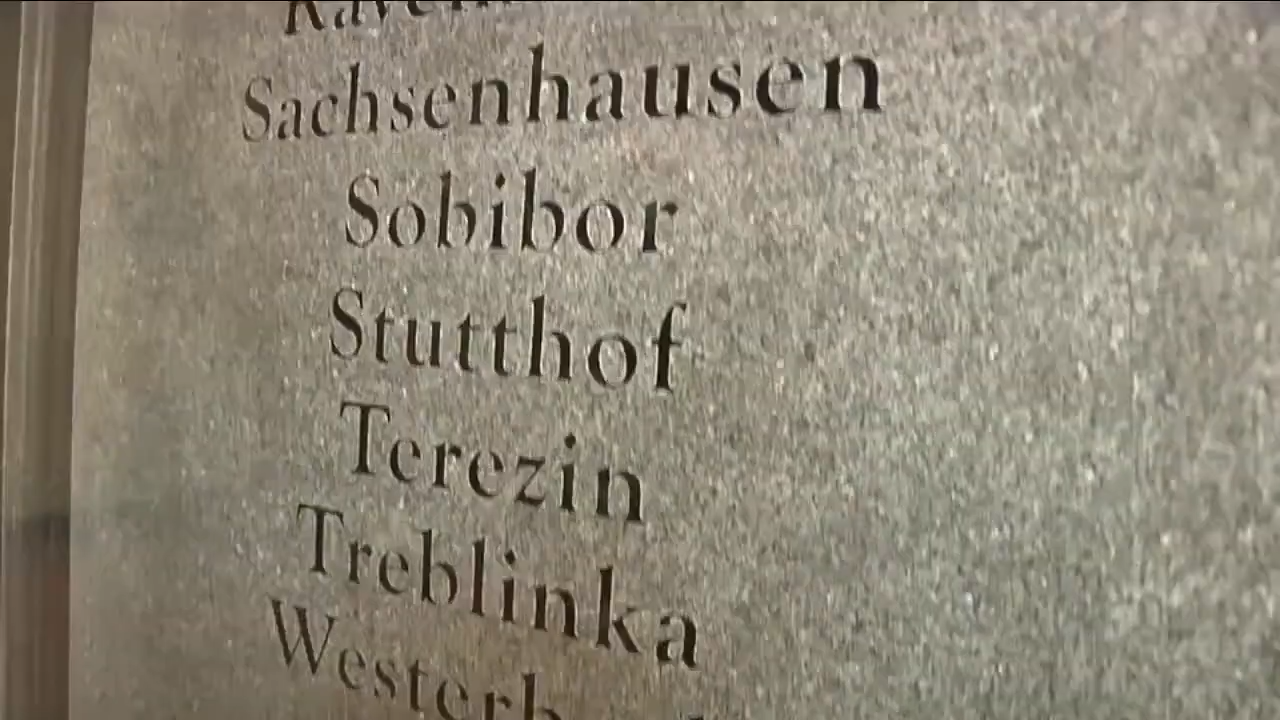 Sachsenhausen
Sobibor
Stutthof
Terezin
Treblinka